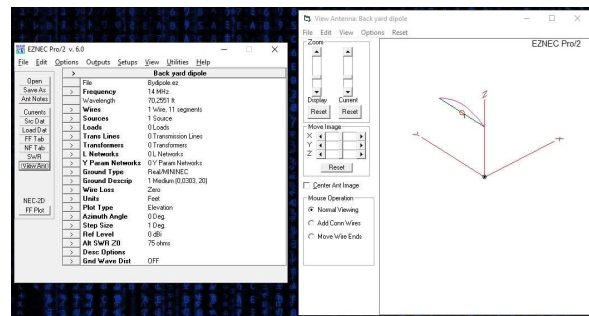 EZNEC Pro/2 v. 6.0
File Edit Options Outputs Setups View Utilities Help
Open
Save As
Ant Notes
Currents
Src Dat
Load Dat
FF Tab
NF Tab
SWR
View Ant
NEC-2D
FF Plot
> Back yard dipole
File Bydipole.ez
> Frequency 14 MHz
Wavelength 70,2551 ft
> Wires 1 Wire, 11 segments
> Sources 1 Source
> Loads 0 Loads
> Trans Lines 0 Transmission Lines
> Transformers 0 Transformers
> L Networks 0 L Networks
> Y Param Networks 0 Y Param Networks
> Ground Type Real/MININEC
> Ground Descrip 1 Medium (0,0303, 20)
> Wire Loss Zero
> Units Feet
> Plot Type Elevation
> Azimuth Angle 0 Deg.
> Step Size 1 Deg.
> Ref Level 0 dBi
> Alt SWR Z0 75 ohms
> Desc Options
> Gnd Wave Dist OFF
View Antenna: Back yard dipole
File Edit View Options Reset
Zoom
Display Current
Reset Reset
Move Image
X
Y
Z
Reset
Center Ant Image
Mouse Operation
Normal Viewing
Add Conn Wires
Move Wire Ends
EZNEC Pro/2
Z